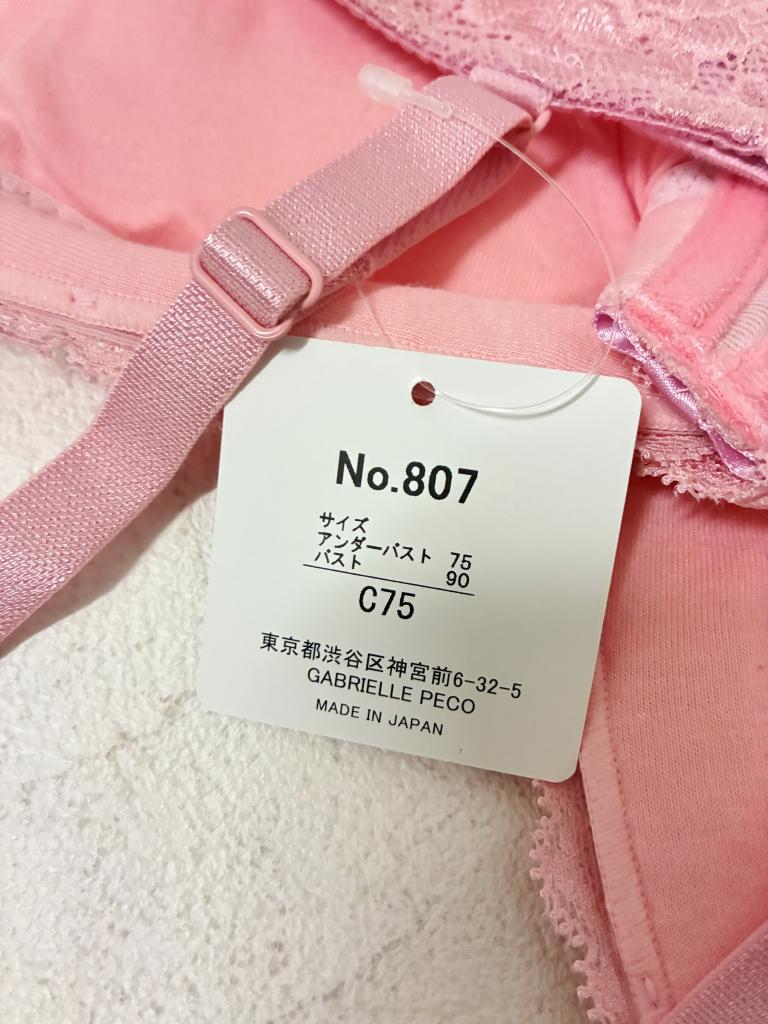 No.807
サイズ
アンダーバスト 75
バスト 90
C75
東京都渋谷区神宮前6-32-5
GABRIELLE PECO
MADE IN JAPAN